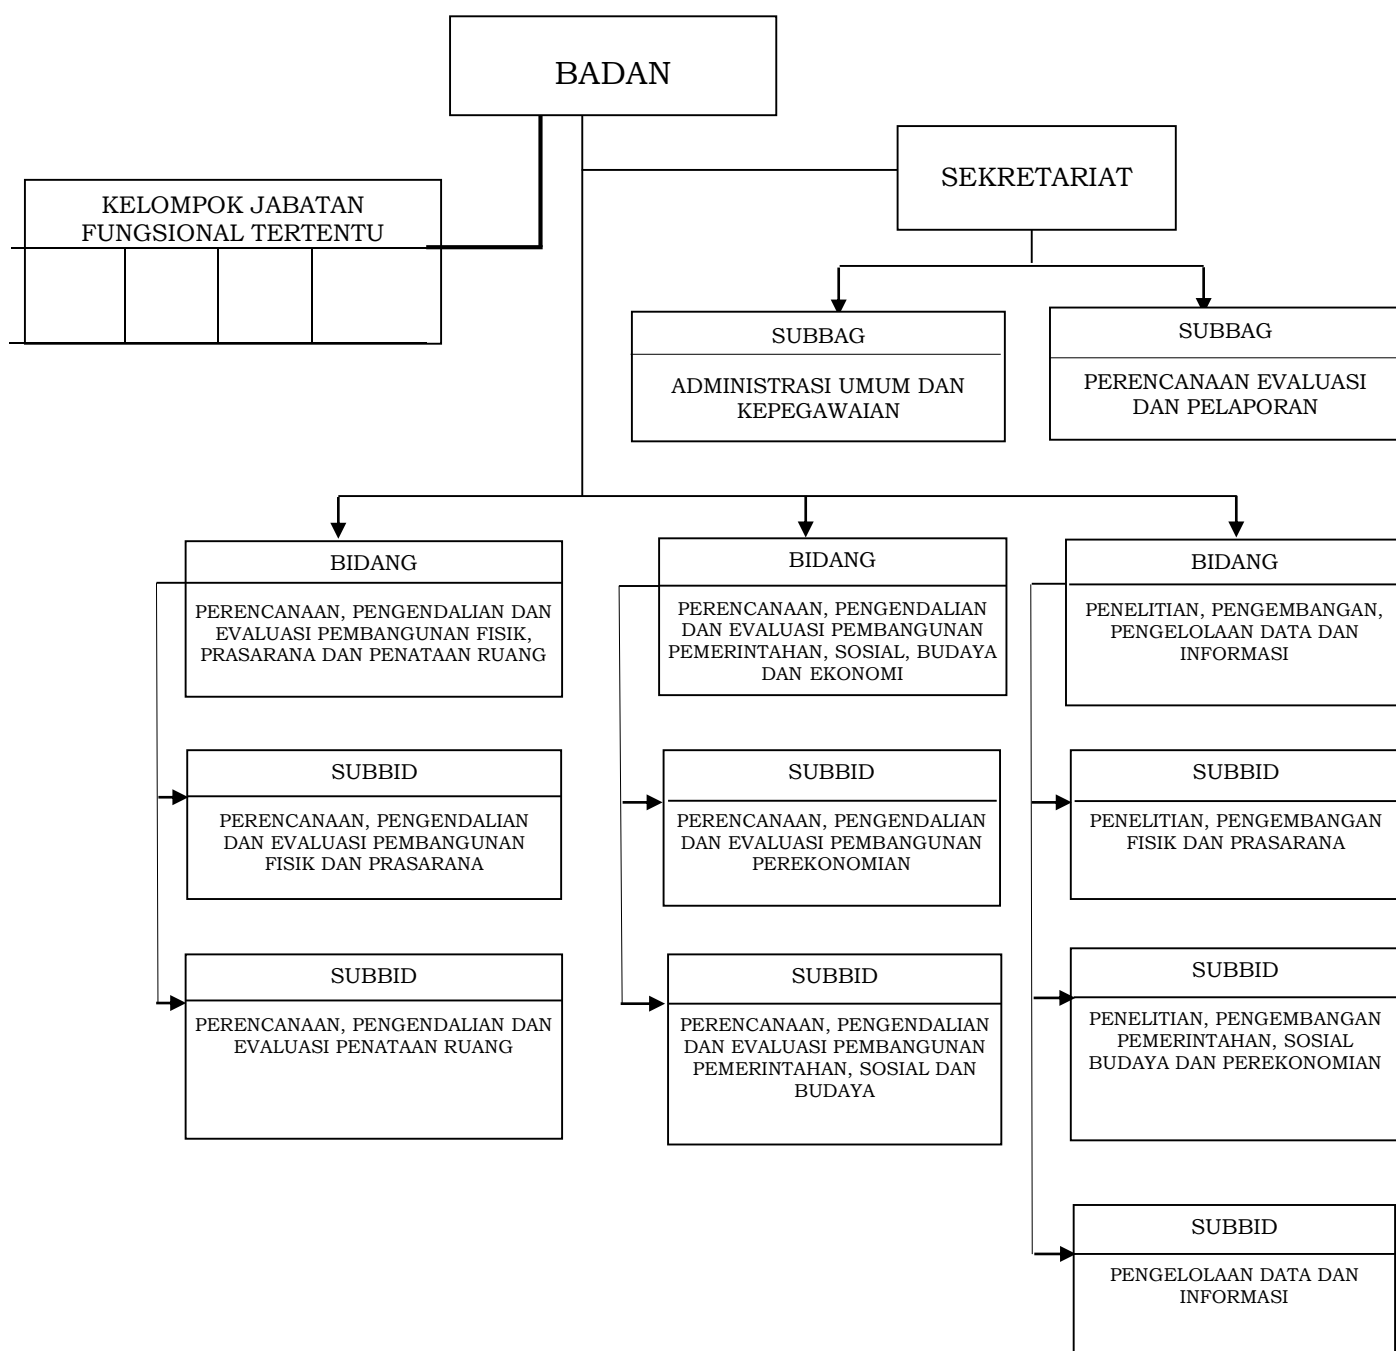 BADAN
SEKRETARIAT
KELOMPOK JABATAN
FUNGSIONAL TERTENTU
SUBBAG
ADMINISTRASI UMUM DAN
KEPEGAWAIAN
SUBBAG
PERENCANAAN EVALUASI
DAN PELAPORAN
BIDANG
PERENCANAAN, PENGENDALIAN DAN
EVALUASI PEMBANGUNAN FISIK,
PRASARANA DAN PENATAAN RUANG
BIDANG
PERENCANAAN, PENGENDALIAN
DAN EVALUASI PEMBANGUNAN
PEMERINTAHAN, SOSIAL, BUDAYA
DAN EKONOMI
BIDANG
PENELITIAN, PENGEMBANGAN,
PENGELOLAAN DATA DAN
INFORMASI
SUBBID
PERENCANAAN, PENGENDALIAN
DAN EVALUASI PEMBANGUNAN
FISIK DAN PRASARANA
SUBBID
PERENCANAAN, PENGENDALIAN
DAN EVALUASI PEMBANGUNAN
PEREKONOMIAN
SUBBID
PENELITIAN, PENGEMBANGAN
FISIK DAN PRASARANA
SUBBID
PERENCANAAN, PENGENDALIAN DAN
EVALUASI PENATAAN RUANG
SUBBID
PERENCANAAN, PENGENDALIAN
DAN EVALUASI PEMBANGUNAN
PEMERINTAHAN, SOSIAL DAN
BUDAYA
SUBBID
PENELITIAN, PENGEMBANGAN
PEMERINTAHAN, SOSIAL
BUDAYA DAN PEREKONOMIAN
SUBBID
PENGELOLAAN DATA DAN
INFORMASI